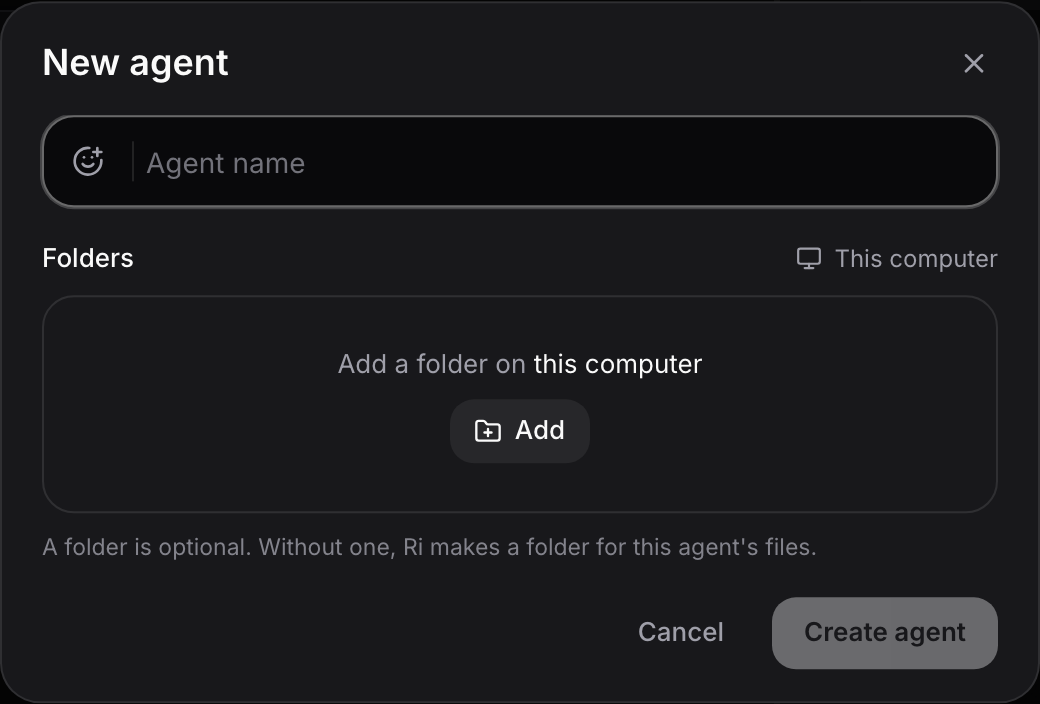 New agent
Agent name
Folders
This computer
Add a folder on this computer
Add
A folder is optional. Without one, Ri makes a folder for this agent's files.
Cancel
Create agent